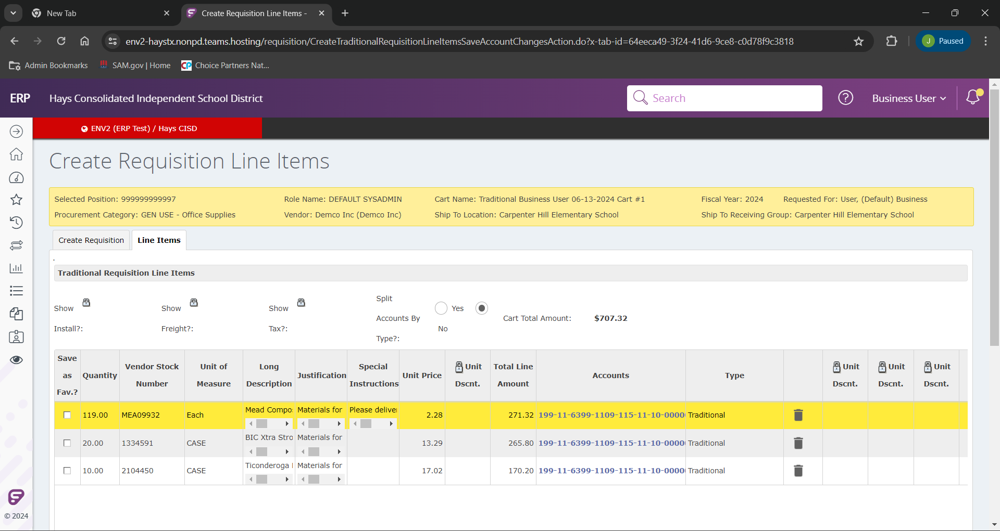 New Tab
Create Requisition Line Items -
env2-haystx.nonpd.teams.hosting/requisition/CreateTraditionalRequisitionLineItemsSaveAccountChangesAction.do?x-tab-id=64eeca49-3f24-41d6-9ce8-c0d78f9c3818
J Paused
Admin Bookmarks
SAM.gov | Home
CP Choice Partners Nat...
ERP Hays Consolidated Independent School District
Search
Business User
ENV2 (ERP Test) / Hays CISD
Create Requisition Line Items
Selected Position: 999999999997 Role Name: DEFAULT SYSADMIN Cart Name: Traditional Business User 06-13-2024 Cart #1 Fiscal Year: 2024 Requested For: User, (Default) Business
Procurement Category: GEN USE - Office Supplies Vendor: Demco Inc (Demco Inc) Ship To Location: Carpenter Hill Elementary School Ship To Receiving Group: Carpenter Hill Elementary School
Create Requisition Line Items
.
Traditional Requisition Line Items
Show Install?:
Show Freight?:
Show Tax?:
Split Accounts By Type?:
Yes
No
Cart Total Amount: $707.32
Save as Fav.? Quantity Vendor Stock Number Unit of Measure Long Description Justification Special Instructions Unit Price Unit Dscnt. Total Line Amount Accounts Type Unit Dscnt. Unit Dscnt. Unit Dscnt.
119.00 MEA09932 Each Mead Compo Materials for Please delive 2.28 271.32 199-11-6399-1109-115-11-10-0000 Traditional
20.00 1334591 CASE BIC Xtra Stro Materials for 13.29 265.80 199-11-6399-1109-115-11-10-0000 Traditional
10.00 2104450 CASE Ticonderoga Materials for 17.02 170.20 199-11-6399-1109-115-11-10-0000 Traditional
© 2024